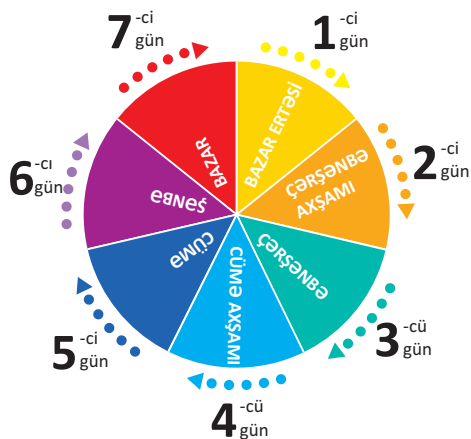 1-ci
gün
BAZAR ERTƏSİ
2-ci
gün
ÇƏRŞƏNBƏ
AXŞAMI
3-cü
gün
ÇƏRŞƏNBƏ
4-cü
gün
CÜMƏ AXŞAMI
5-ci
gün
CÜMƏ
6-cı
gün
ŞƏNBƏ
7-ci
gün
BAZAR